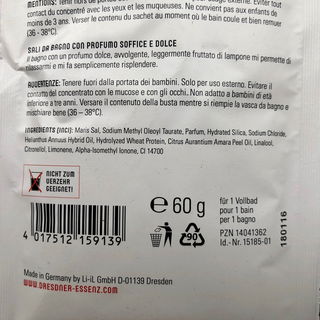 MENTIONS: Tenir hors de portée
contact du concentré avec les yeux et les muqueuses. Ne convient pas aux enfants de
moins de 3 ans. Verser le contenu du sachet au moment où le bain coule et bien remuer
(36 - 38°C).
SALI DA BAGNO CON PROFUMO SOFFICE E DOLCE
Il bagno con un profumo dolce, avvolgente, leggermente fruttato di lampone mi permette di
rilassarmi e mi fa semplicemente risplendere.
AVVERTENZE: Tenere fuori dalla portata dei bambini. Solo per uso esterno. Evitare il
contatto del concentrato con le mucose e con gli occhi. Non adatto a bambini di età
inferiore a tre anni. Versare il contenuto della busta mentre si riempie la vasca da bagno e
mischiare bene (36 – 38°C).
INGREDIENTS (INCI): Maris Sal, Sodium Methyl Oleoyl Taurate, Parfum, Hydrated Silica, Sodium Chloride,
Helianthus Annuus Hybrid Oil, Hydrolyzed Wheat Protein, Citrus Aurantium Amara Peel Oil, Linalool,
Citronellol, Limonene, Alpha-Isomethyl Ionone, CI 14700
NICHT ZUM
VERZEHR
GEEIGNET!
4 017512 159139
℮ 60 g
90
für 1 Vollbad
pour 1 bain
per 1 bagno
PZN 14041362
Id.- Nr. 15185-01
180116
Made in Germany by Li-iL GmbH D-01139 Dresden
WWW.DRESDNER-ESSENZ.COM